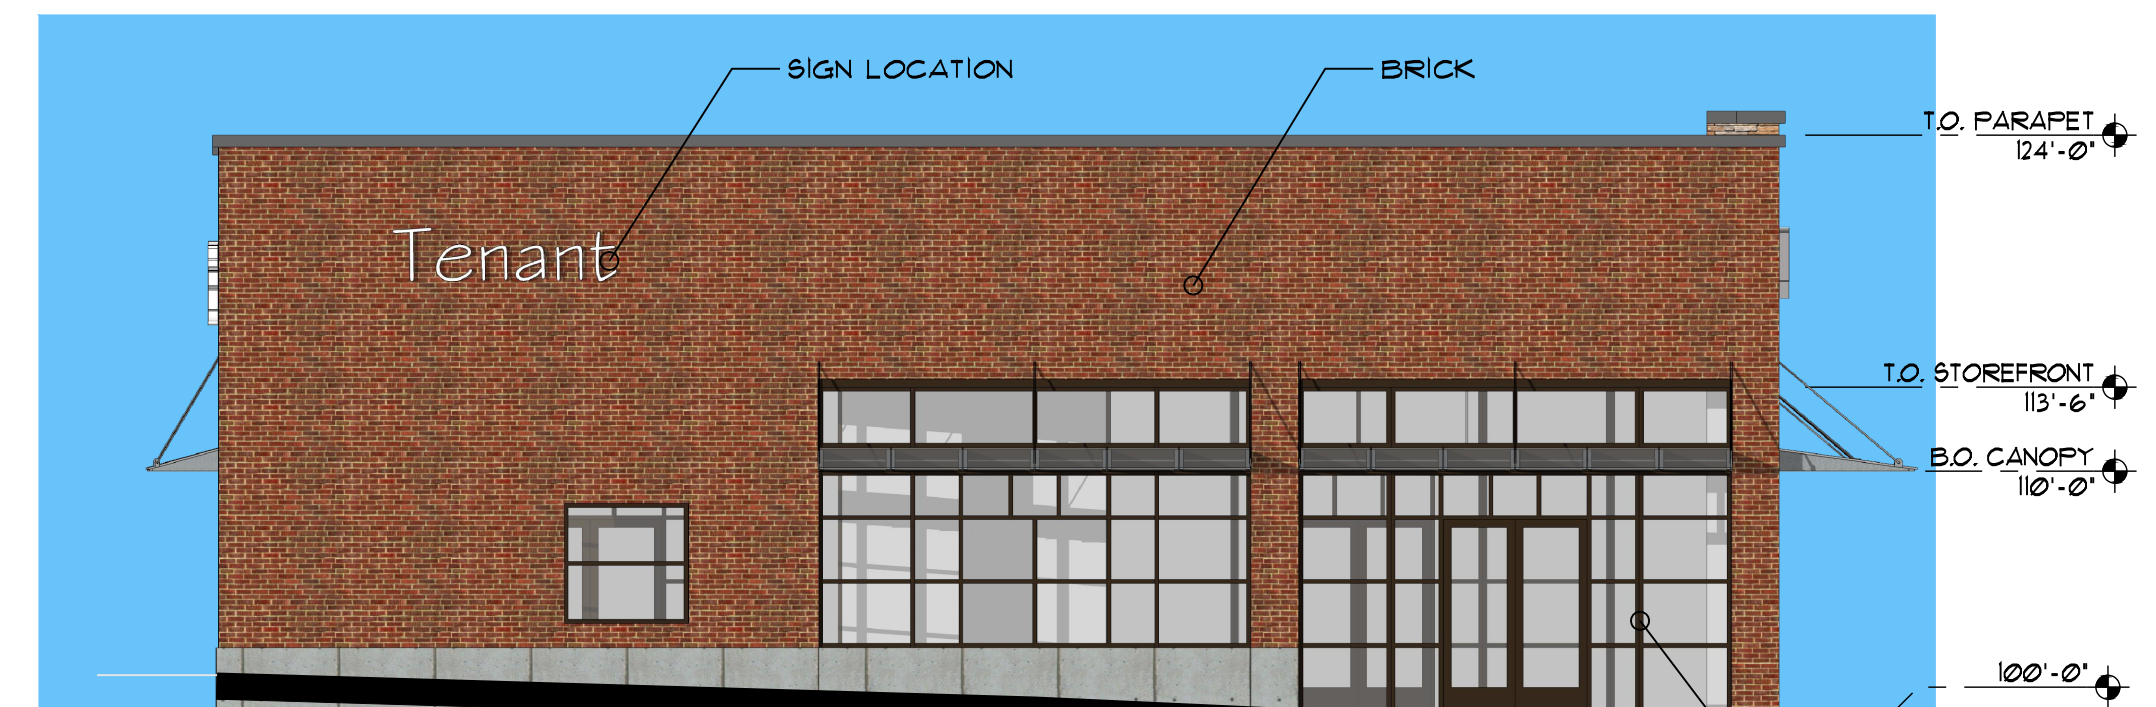 SIGN LOCATION
BRICK
T.O. PARAPET
124'-0"
Tenant
T.O. STOREFRONT
113'-6"
B.O. CANOPY
110'-0"
100'-0"